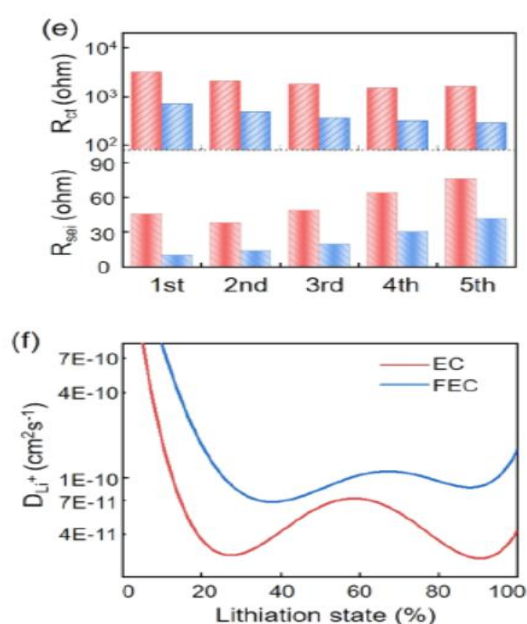 (e)
R_ct (ohm)
10⁴
10³
10²
R_sei (ohm)
90
60
30
0
1st 2nd 3rd 4th 5th
(f)
D_Li⁺ (cm²s⁻¹)
7E-10
4E-10
1E-10
7E-11
4E-11
EC
FEC
0 20 40 60 80 100
Lithiation state (%)